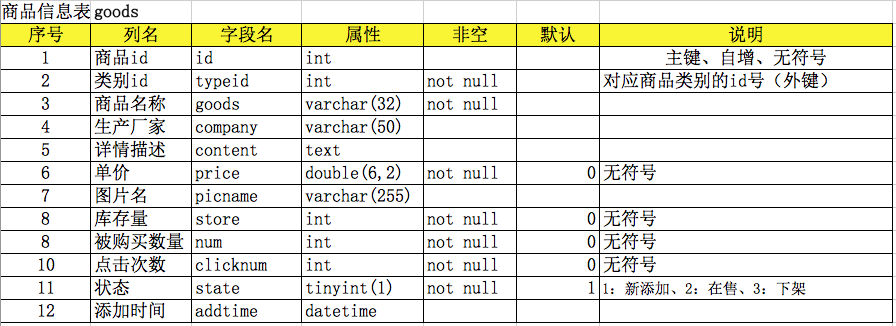 商品信息表goods
序号 列名 字段名 属性 非空 默认 说明
1 商品id id int 主键、自增、无符号
2 类别id typeid int not null 对应商品类别的id号（外键）
3 商品名称 goods varchar(32) not null
4 生产厂家 company varchar(50)
5 详情描述 content text
6 单价 price double(6,2) not null 0 无符号
7 图片名 picname varchar(255)
8 库存量 store int not null 0 无符号
8 被购买数量 num int not null 0 无符号
10 点击次数 clicknum int not null 0 无符号
11 状态 state tinyint(1) not null 1 1：新添加、2：在售、3：下架
12 添加时间 addtime datetime